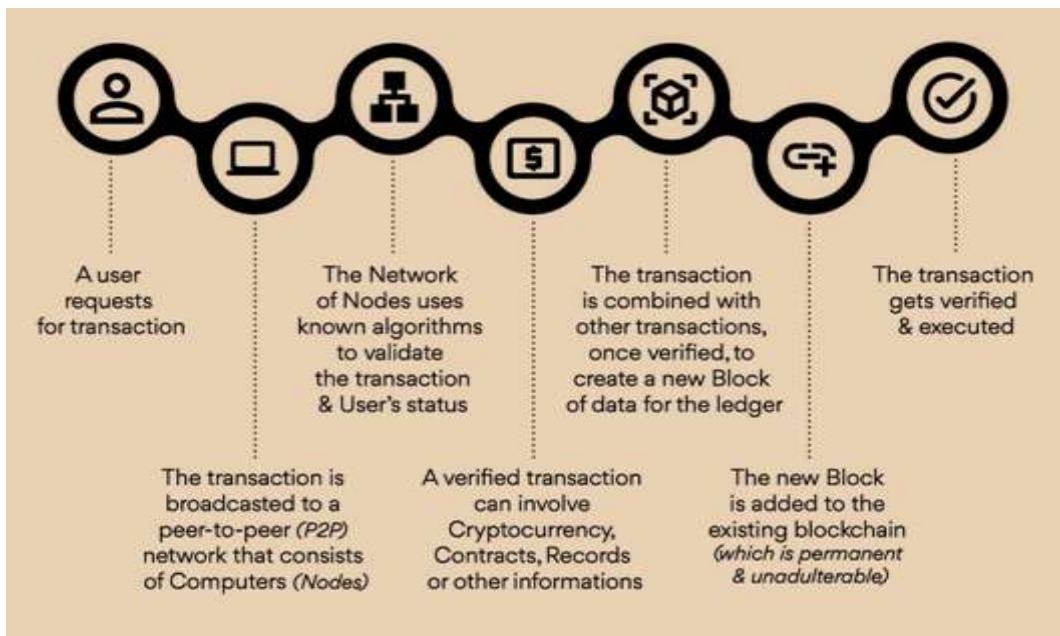 A user
requests
for transaction
The transaction is
broadcasted to a
peer-to-peer (P2P)
network that consists
of Computers (Nodes)
The Network
of Nodes uses
known algorithms
to validate
the transaction
& User's status
A verified transaction
can involve
Cryptocurrency,
Contracts, Records
or other informations
The transaction
is combined with
other transactions,
once verified, to
create a new Block
of data for the ledger
The new Block
is added to the
existing blockchain
(which is permanent
& unadulterable)
The transaction
gets verified
& executed